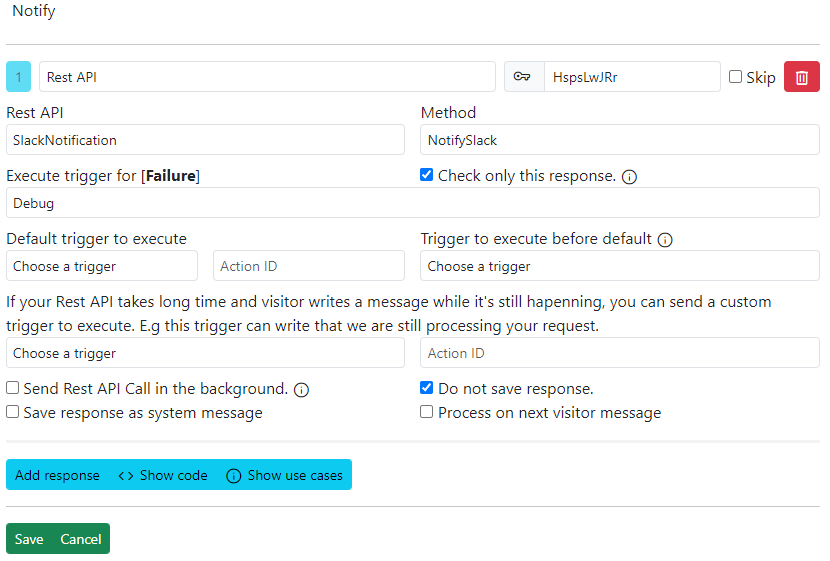 Notify
1 Rest API HspsLwJRr Skip
Rest API Method
SlackNotification NotifySlack
Execute trigger for [Failure] Check only this response.
Debug
Default trigger to execute Trigger to execute before default
Choose a trigger Action ID Choose a trigger
If your Rest API takes long time and visitor writes a message while it's still hapenning, you can send a custom
trigger to execute. E.g this trigger can write that we are still processing your request.
Choose a trigger Action ID
Send Rest API Call in the background. Do not save response.
Save response as system message Process on next visitor message
Add response <> Show code Show use cases
Save Cancel